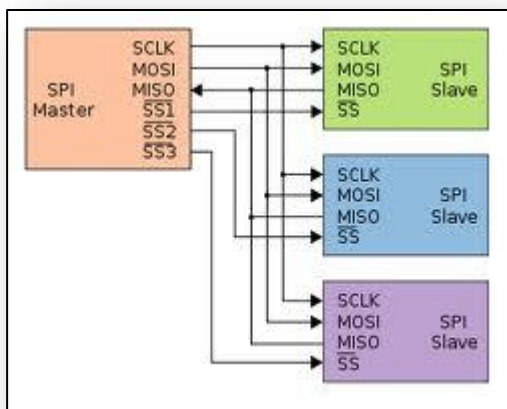 SPI
Master
SCLK
MOSI
MISO
SS1
SS2
SS3
SCLK
MOSI
MISO
SS
SPI
Slave
SCLK
MOSI
MISO
SS
SPI
Slave
SCLK
MOSI
MISO
SS
SPI
Slave